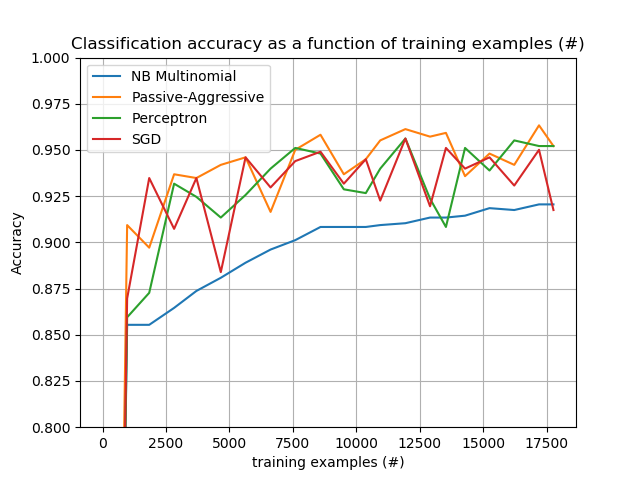 Classification accuracy as a function of training examples (#)
1.000
0.975
0.950
0.925
0.900
0.875
0.850
0.825
0.800
Accuracy
NB Multinomial
Passive-Aggressive
Perceptron
SGD
0 2500 5000 7500 10000 12500 15000 17500
training examples (#)